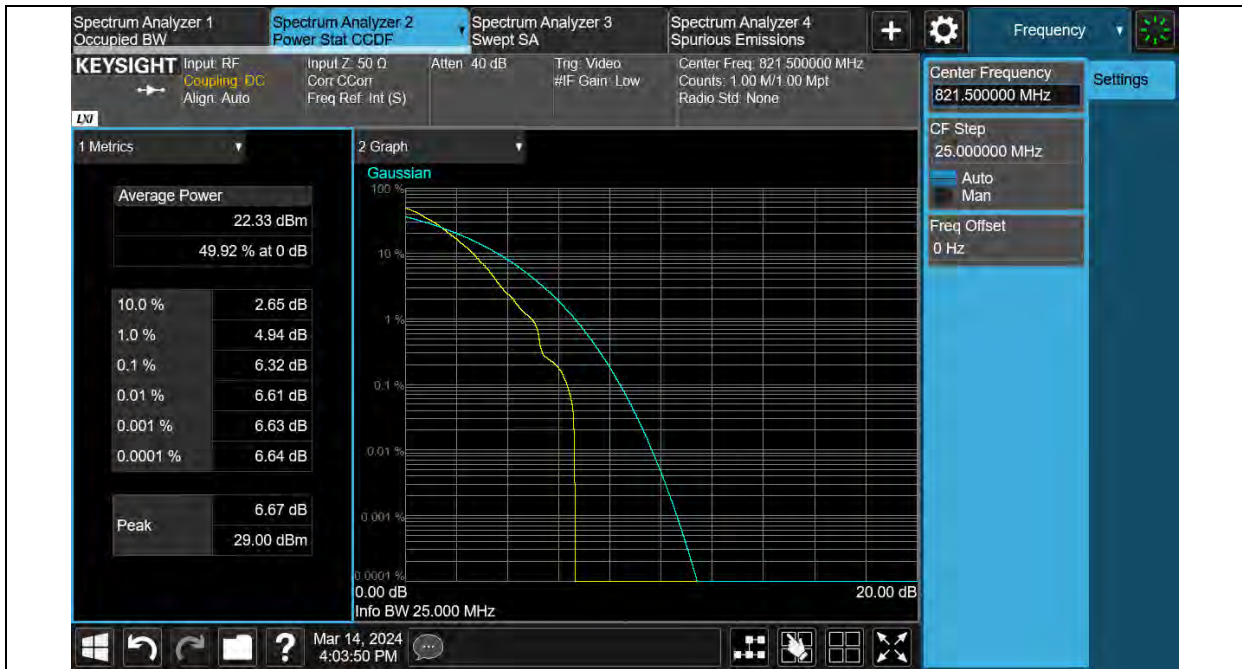 Spectrum Analyzer 1
Occupied BW
Spectrum Analyzer 2
Power Stat CCDF
Spectrum Analyzer 3
Swept SA
Spectrum Analyzer 4
Spurious Emissions
+
Frequency
KEYSIGHT
Input: RF
Coupling: DC
Align: Auto
Input Z: 50 Ω
Corr CCorr
Freq Ref: Int (S)
Atten: 40 dB
Trig: Video
#IF Gain: Low
Center Freq: 821.500000 MHz
Counts: 1.00 M/1.00 Mpt
Radio Std: None
LXI
Center Frequency
821.500000 MHz
Settings
CF Step
25.000000 MHz
Auto
Man
Freq Offset
0 Hz
1 Metrics
Average Power
22.33 dBm
49.92 % at 0 dB
10.0 % 2.65 dB
1.0 % 4.94 dB
0.1 % 6.32 dB
0.01 % 6.61 dB
0.001 % 6.63 dB
0.0001 % 6.64 dB
Peak
6.67 dB
29.00 dBm
2 Graph
Gaussian
100 %
10 %
1 %
0.1 %
0.01 %
0.001 %
0.0001 %
0.00 dB
20.00 dB
Info BW 25.000 MHz
?
Mar 14, 2024
4:03:50 PM